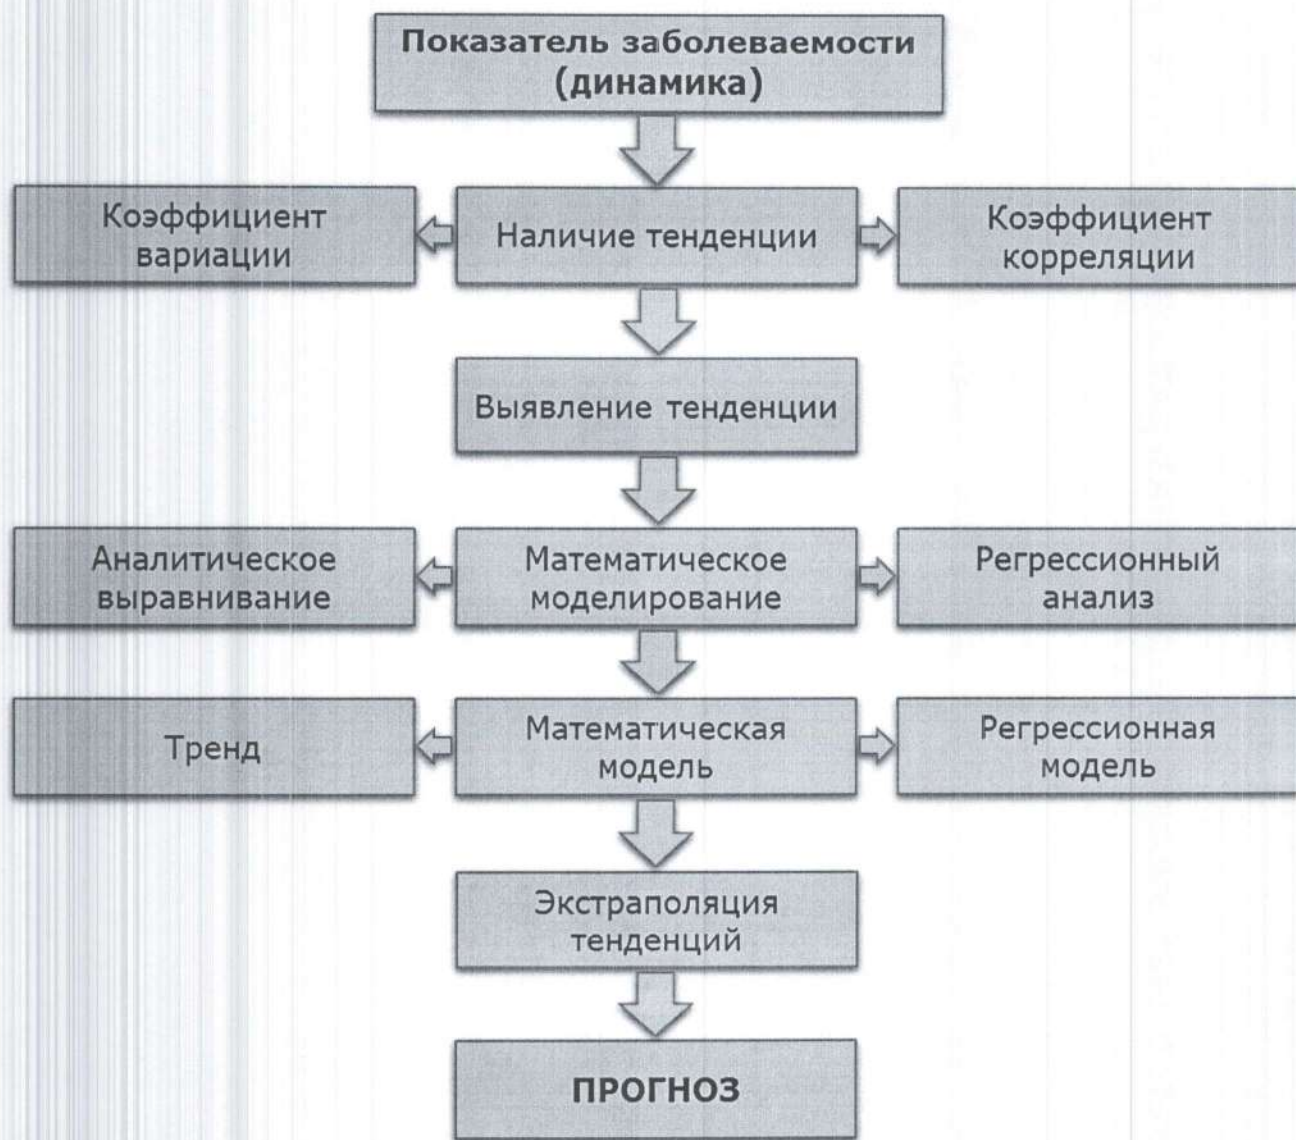 Показатель заболеваемости
(динамика)
Коэффициент
вариации
Наличие тенденции
Коэффициент
корреляции
Выявление тенденции
Аналитическое
выравнивание
Математическое
моделирование
Регрессионный
анализ
Тренд
Математическая
модель
Регрессионная
модель
Экстраполяция
тенденций
ПРОГНОЗ